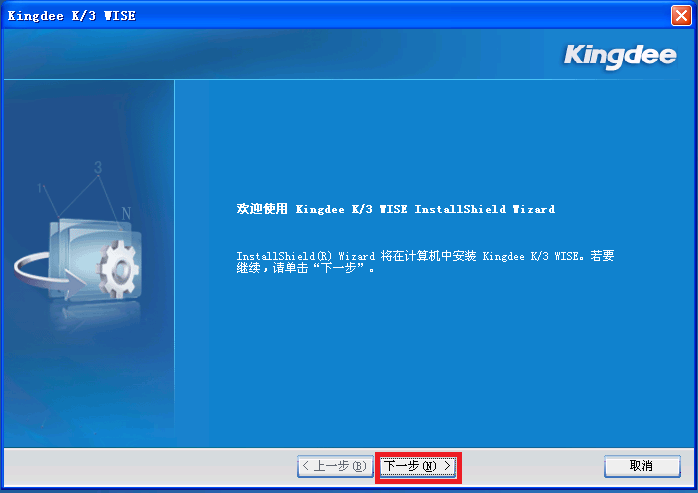 Kingdee K/3 WISE
Kingdee
3
1
N
欢迎使用 Kingdee K/3 WISE InstallShield Wizard
InstallShield(R) Wizard 将在计算机中安装 Kingdee K/3 WISE。若要
继续，请单击“下一步”。
< 上一步(B)
下一步(N) >
取消